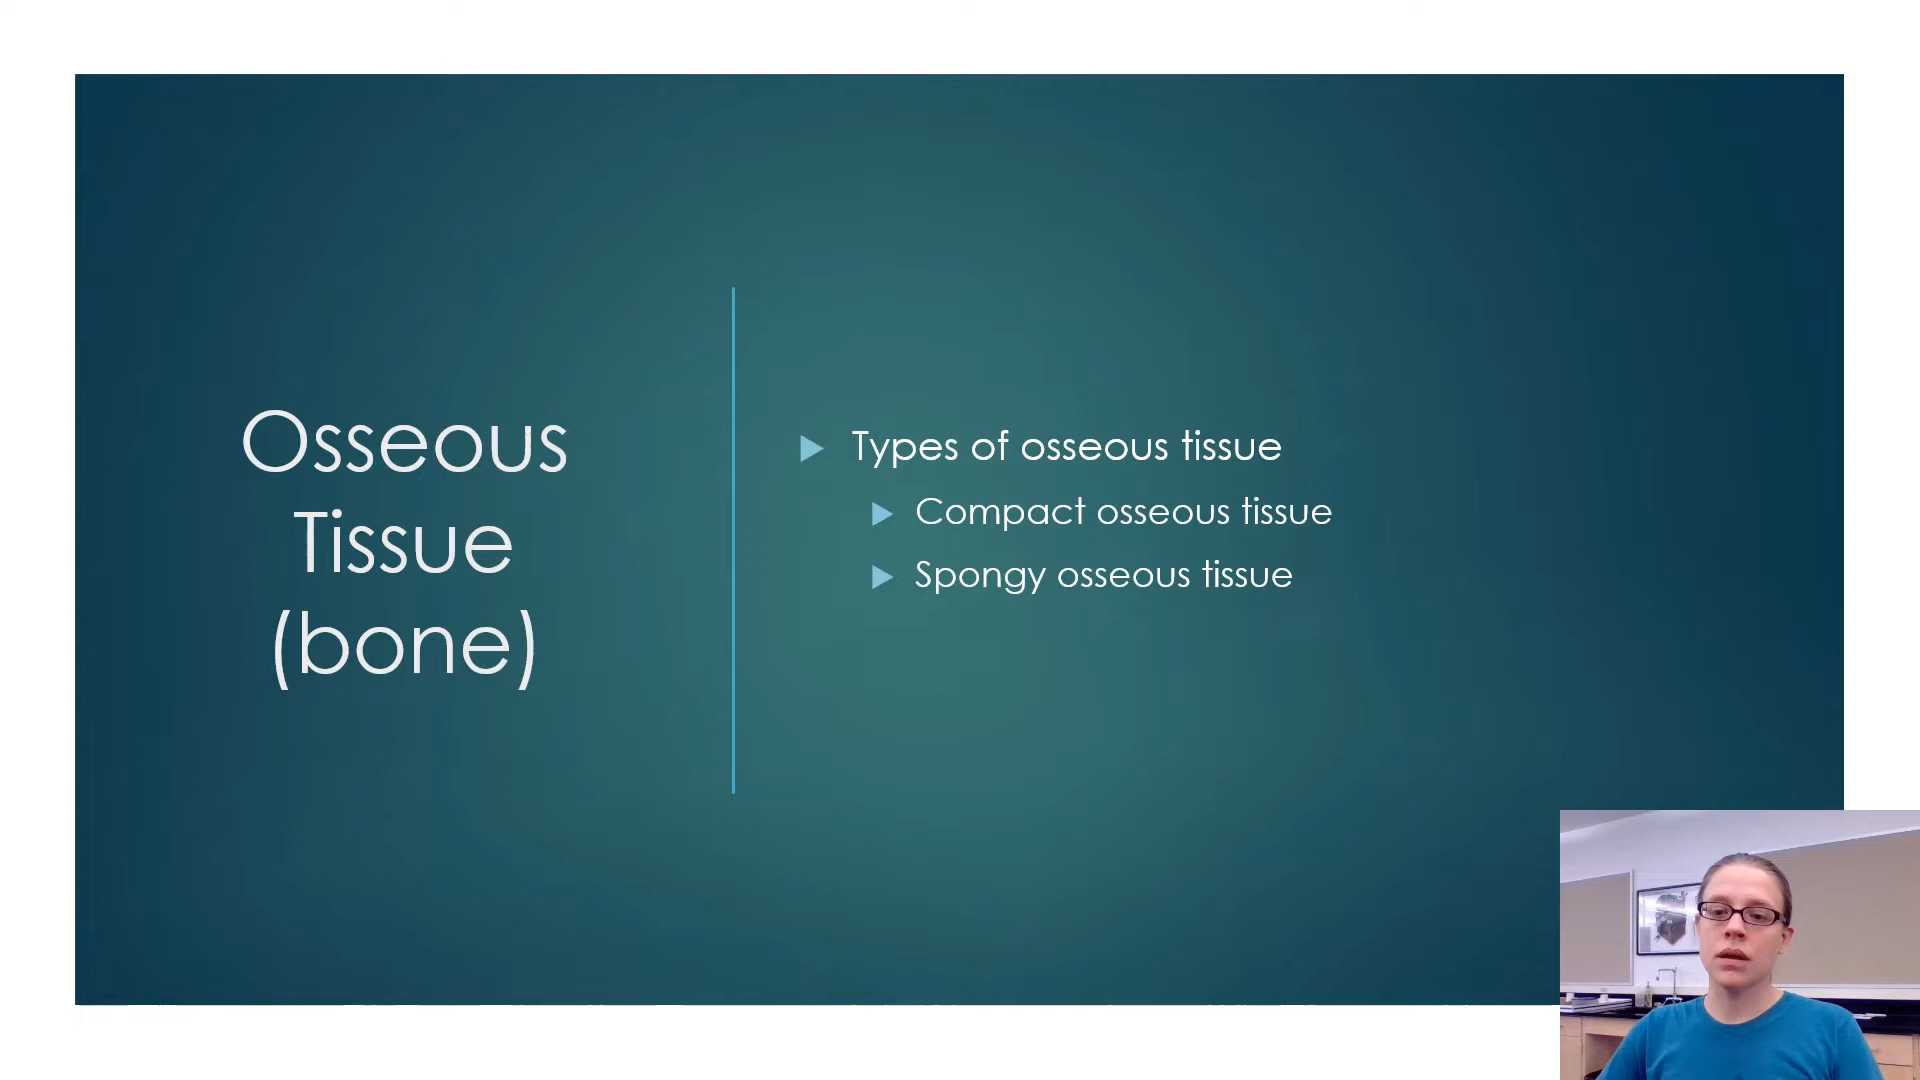 Osseous
Tissue
(bone)
Types of osseous tissue
Compact osseous tissue
Spongy osseous tissue